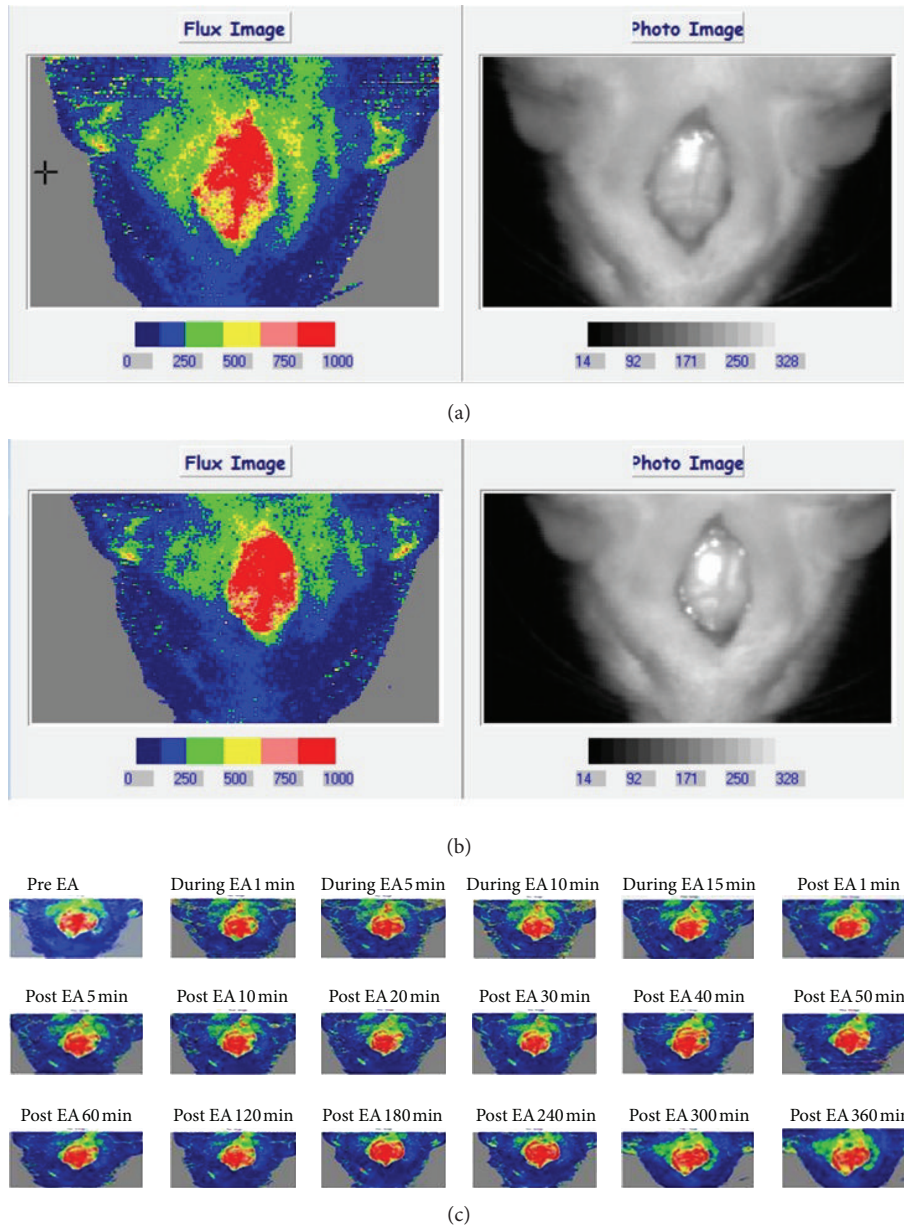 Flux Image Photo Image
0 250 500 750 1000 14 92 171 250 328
(a)
Flux Image Photo Image
0 250 500 750 1000 14 92 171 250 328
(b)
Pre EA During EA 1 min During EA 5 min During EA 10 min During EA 15 min Post EA 1 min
Post EA 5 min Post EA 10 min Post EA 20 min Post EA 30 min Post EA 40 min Post EA 50 min
Post EA 60 min Post EA 120 min Post EA 180 min Post EA 240 min Post EA 300 min Post EA 360 min
(c)